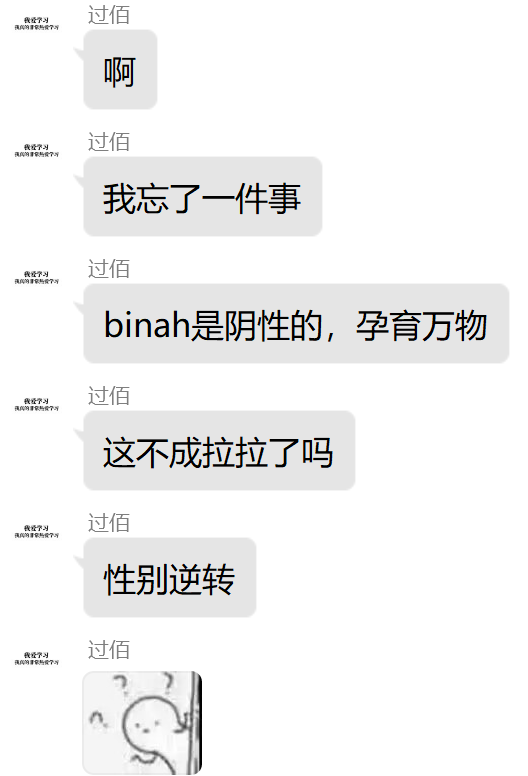 过佰
我爱学习
我真的非常热爱学习
啊
过佰
我爱学习
我真的非常热爱学习
我忘了一件事
过佰
我爱学习
我真的非常热爱学习
binah是阴性的，孕育万物
过佰
我爱学习
我真的非常热爱学习
这不成拉拉了吗
过佰
我爱学习
我真的非常热爱学习
性别逆转
过佰
我爱学习
我真的非常热爱学习
? ?